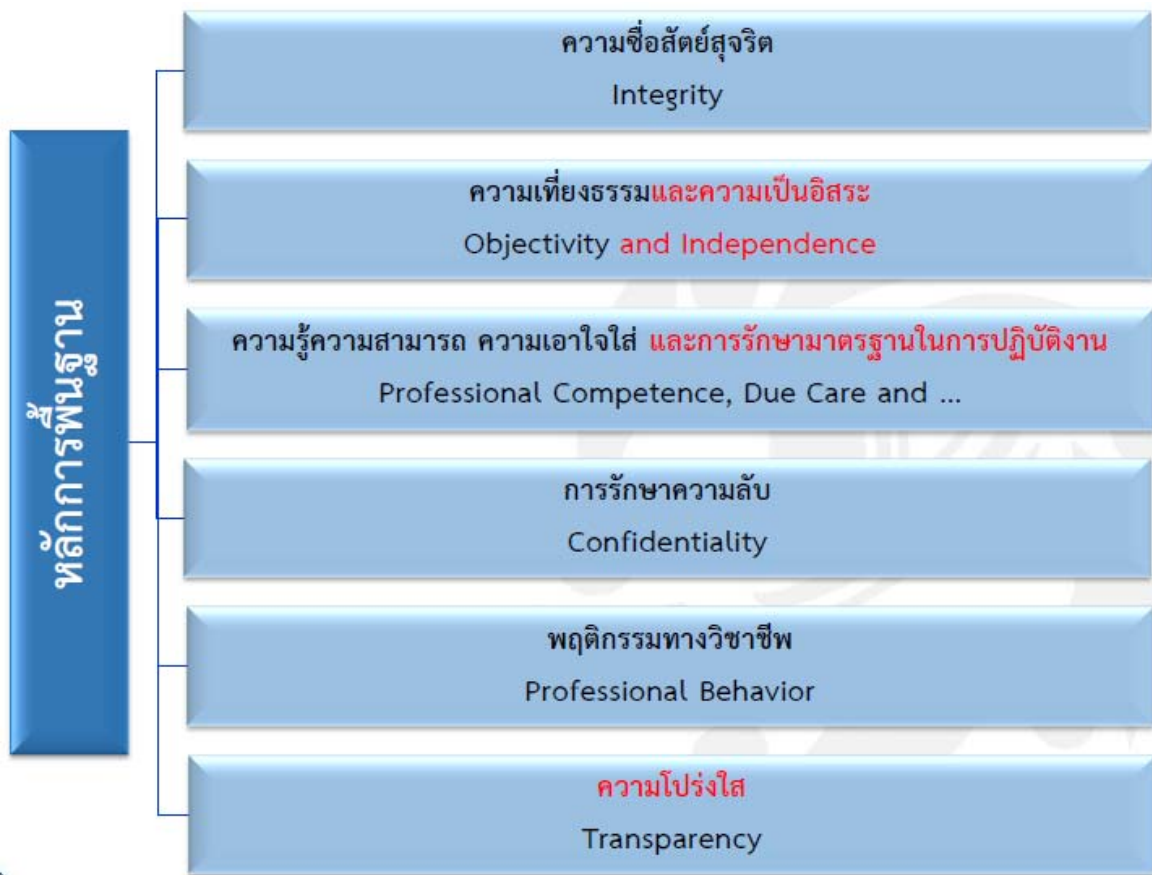 หลักการพื้นฐาน
ความซื่อสัตย์สุจริต
Integrity
ความเที่ยงธรรมและความเป็นอิสระ
Objectivity and Independence
ความรู้ความสามารถ ความเอาใจใส่ และการรักษามาตรฐานในการปฏิบัติงาน
Professional Competence, Due Care and ...
การรักษาความลับ
Confidentiality
พฤติกรรมทางวิชาชีพ
Professional Behavior
ความโปร่งใส
Transparency